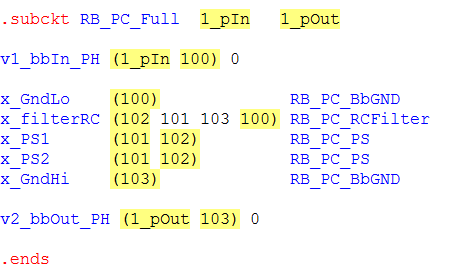 .subckt RB_PC_Full 1_pIn 1_pOut
v1_bbIn_PH (1_pIn 100) 0
x_GndLo (100) RB_PC_BbGND
x_filterRC (102 101 103 100) RB_PC_RCFilter
x_PS1 (101 102) RB_PC_PS
x_PS2 (101 102) RB_PC_PS
x_GndHi (103) RB_PC_BbGND
v2_bbOut_PH (1_pOut 103) 0
.ends